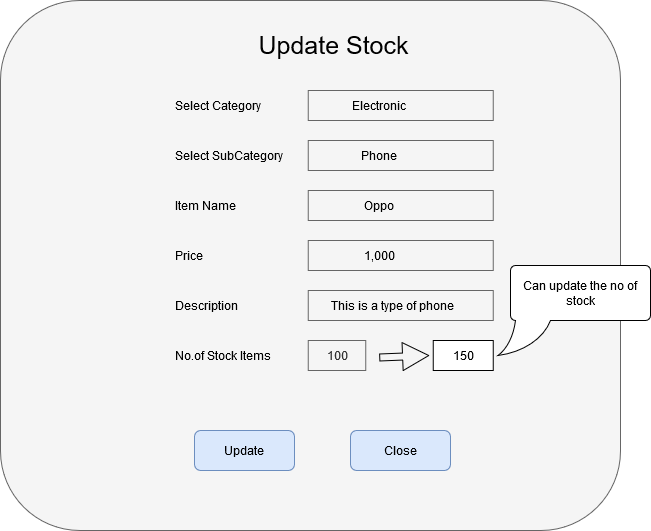 Update Stock
Select Category Electronic
Select SubCategory Phone
Item Name Oppo
Price 1,000
Description This is a type of phone
Can update the no of
stock
No.of Stock Items 100 150
Update Close